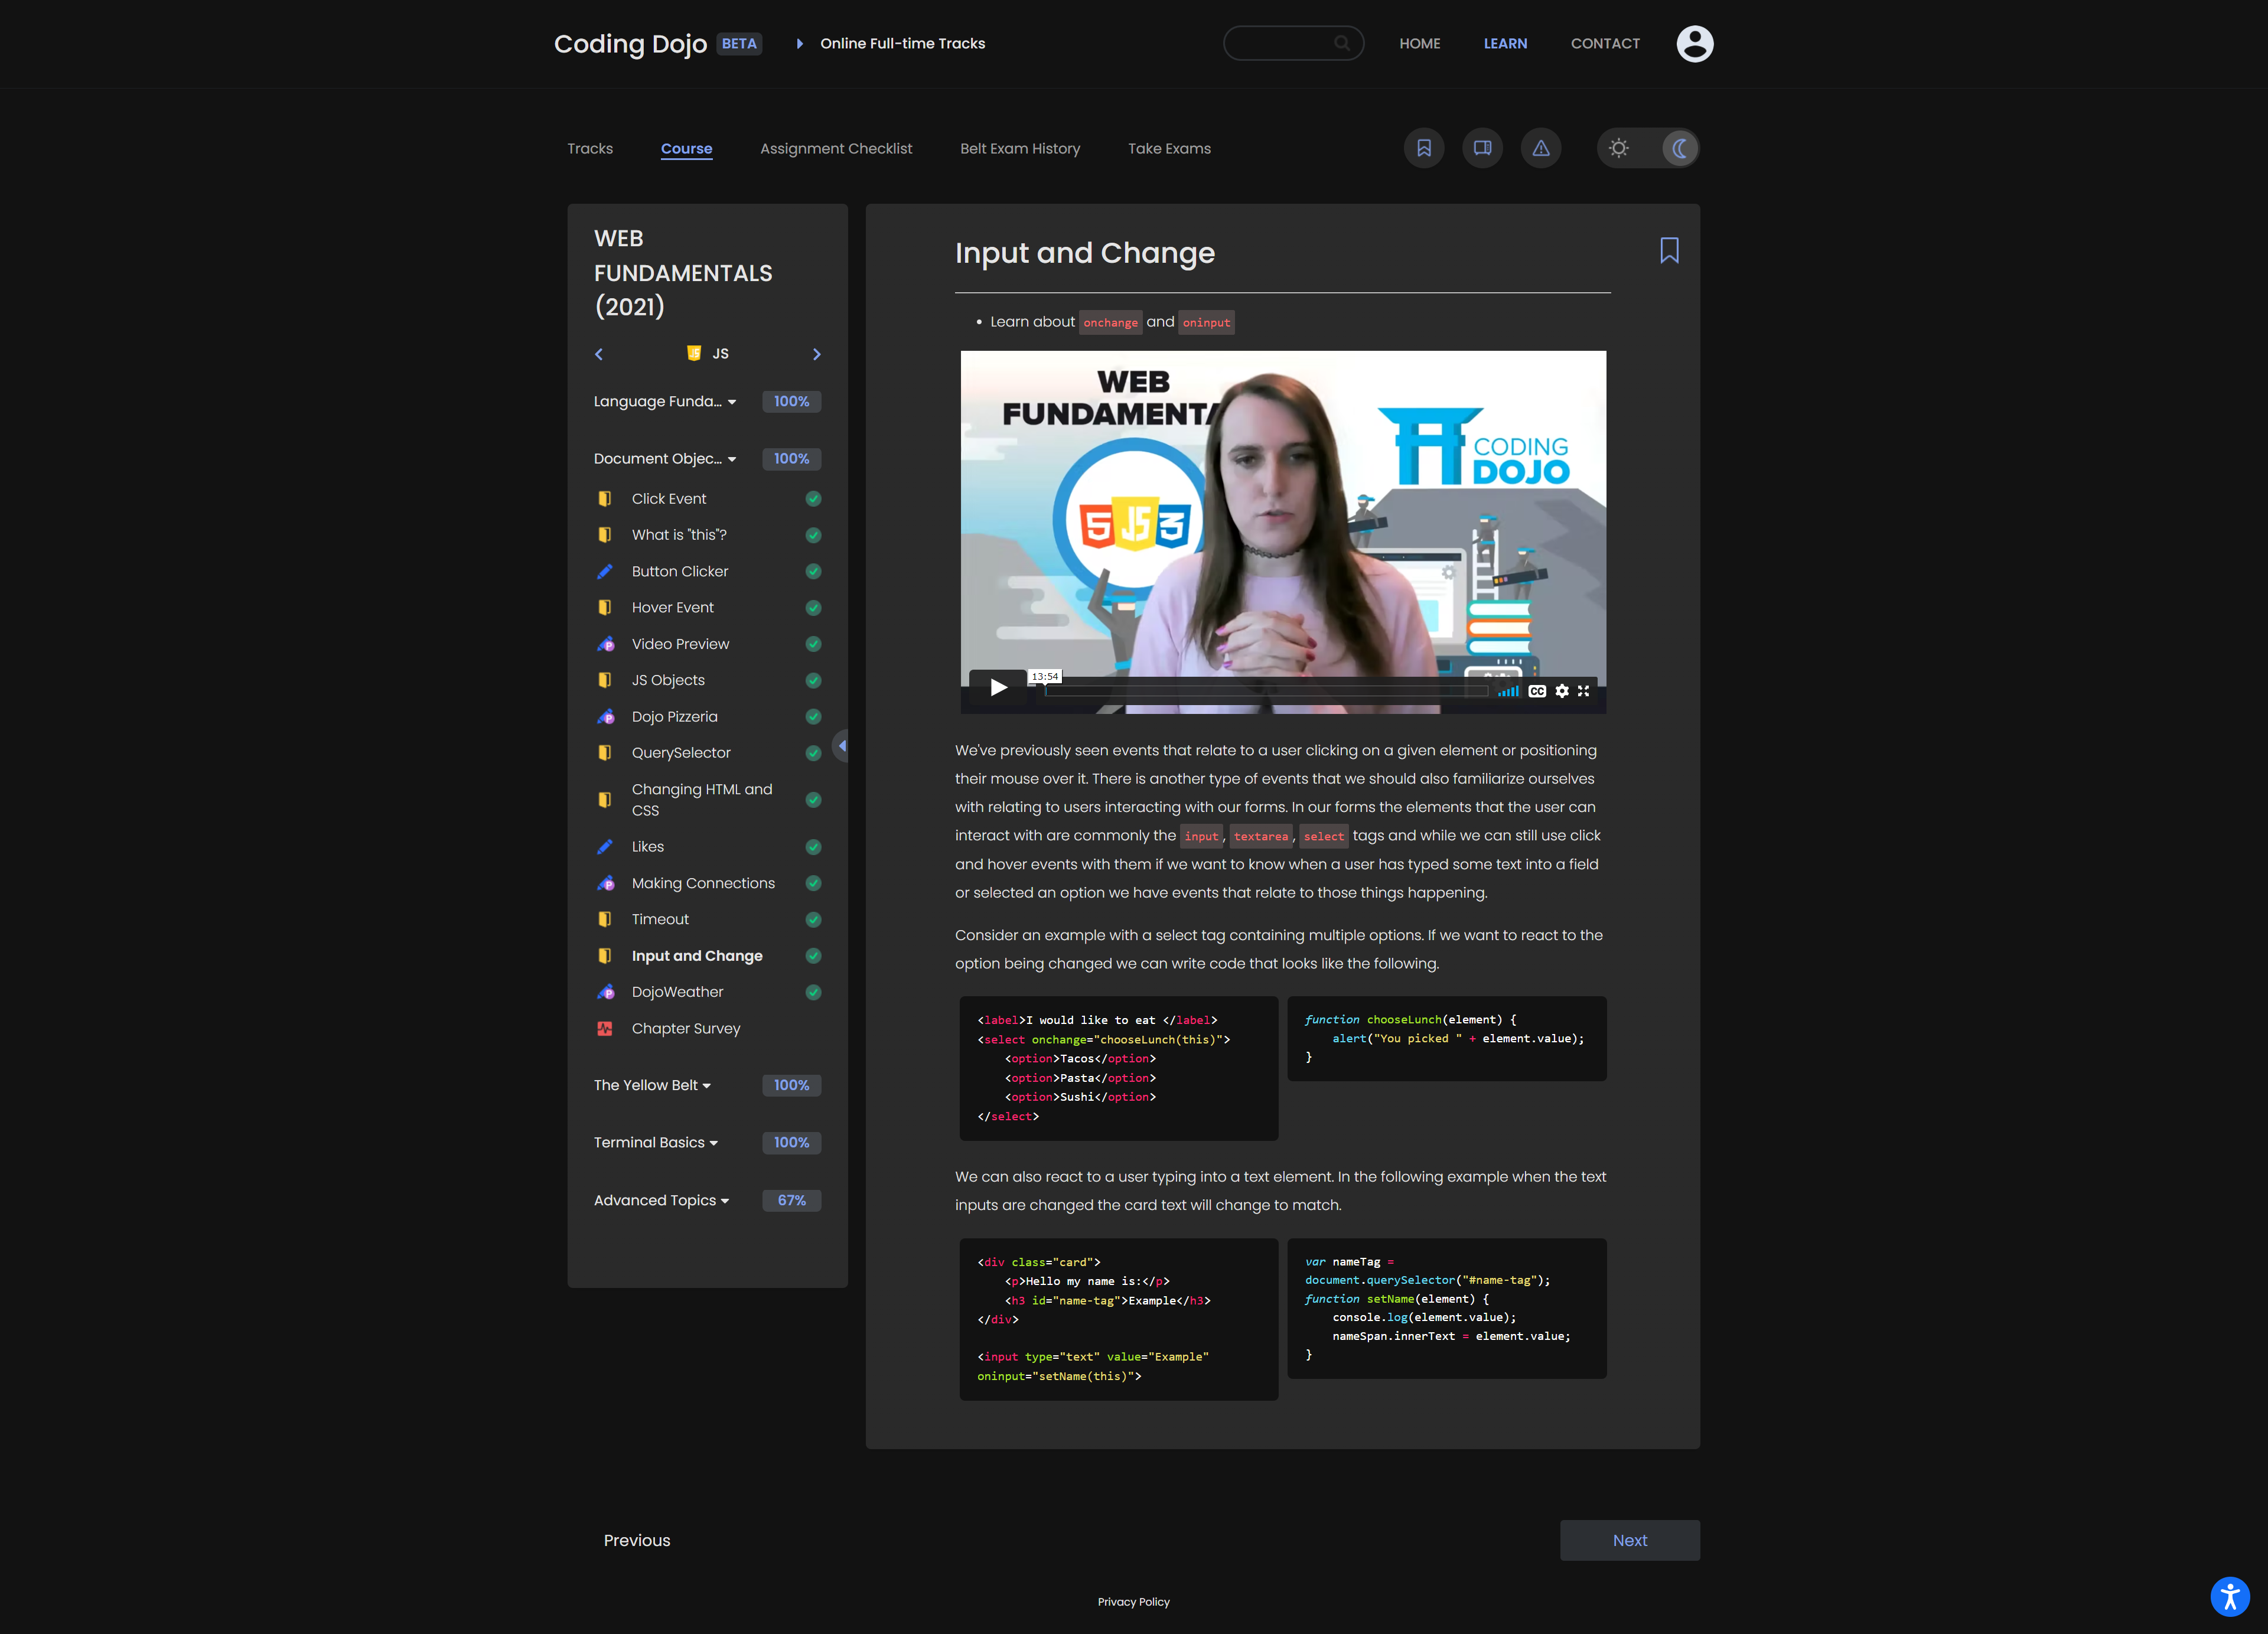 Coding Dojo BETA Online Full-time Tracks HOME LEARN CONTACT
Tracks Course Assignment Checklist Belt Exam History Take Exams
WEB
FUNDAMENTALS
(2021)
JS
Language Funda... 100%
Document Objec... 100%
Click Event
What is "this"?
Button Clicker
Hover Event
Video Preview
JS Objects
Dojo Pizzeria
QuerySelector
Changing HTML and
CSS
Likes
Making Connections
Timeout
Input and Change
DojoWeather
Chapter Survey
The Yellow Belt 100%
Terminal Basics 100%
Advanced Topics 67%
Input and Change
• Learn about onchange and oninput
WEB
FUNDAMENTA
CODING
DOJO
5 JS 3
13:54
CC
We've previously seen events that relate to a user clicking on a given element or positioning
their mouse over it. There is another type of events that we should also familiarize ourselves
with relating to users interacting with our forms. In our forms the elements that the user can
interact with are commonly the input, textarea, select tags and while we can still use click
and hover events with them if we want to know when a user has typed some text into a field
or selected an option we have events that relate to those things happening.
Consider an example with a select tag containing multiple options. If we want to react to the
option being changed we can write code that looks like the following.
<label>I would like to eat </label>
<select onchange="chooseLunch(this)">
    <option>Tacos</option>
    <option>Pasta</option>
    <option>Sushi</option>
</select>
function chooseLunch(element) {
    alert("You picked " + element.value);
}
We can also react to a user typing into a text element. In the following example when the text
inputs are changed the card text will change to match.
<div class="card">
    <p>Hello my name is:</p>
    <h3 id="name-tag">Example</h3>
</div>
<input type="text" value="Example"
oninput="setName(this)">
var nameTag =
document.querySelector("#name-tag");
function setName(element) {
    console.log(element.value);
    nameSpan.innerText = element.value;
}
Previous
Next
Privacy Policy